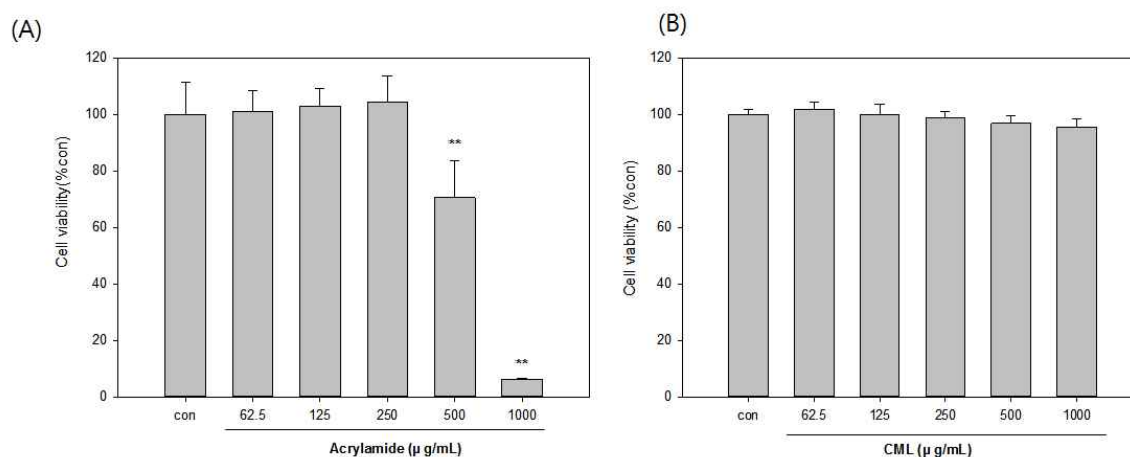 (A)
120
100
80
60
40
20
0
Cell viability(%con)
**
**
con 62.5 125 250 500 1000
Acrylamide (μ g/mL)
(B)
120
100
80
60
40
20
0
Cell viability (%con)
con 62.5 125 250 500 1000
CML (μ g/mL)